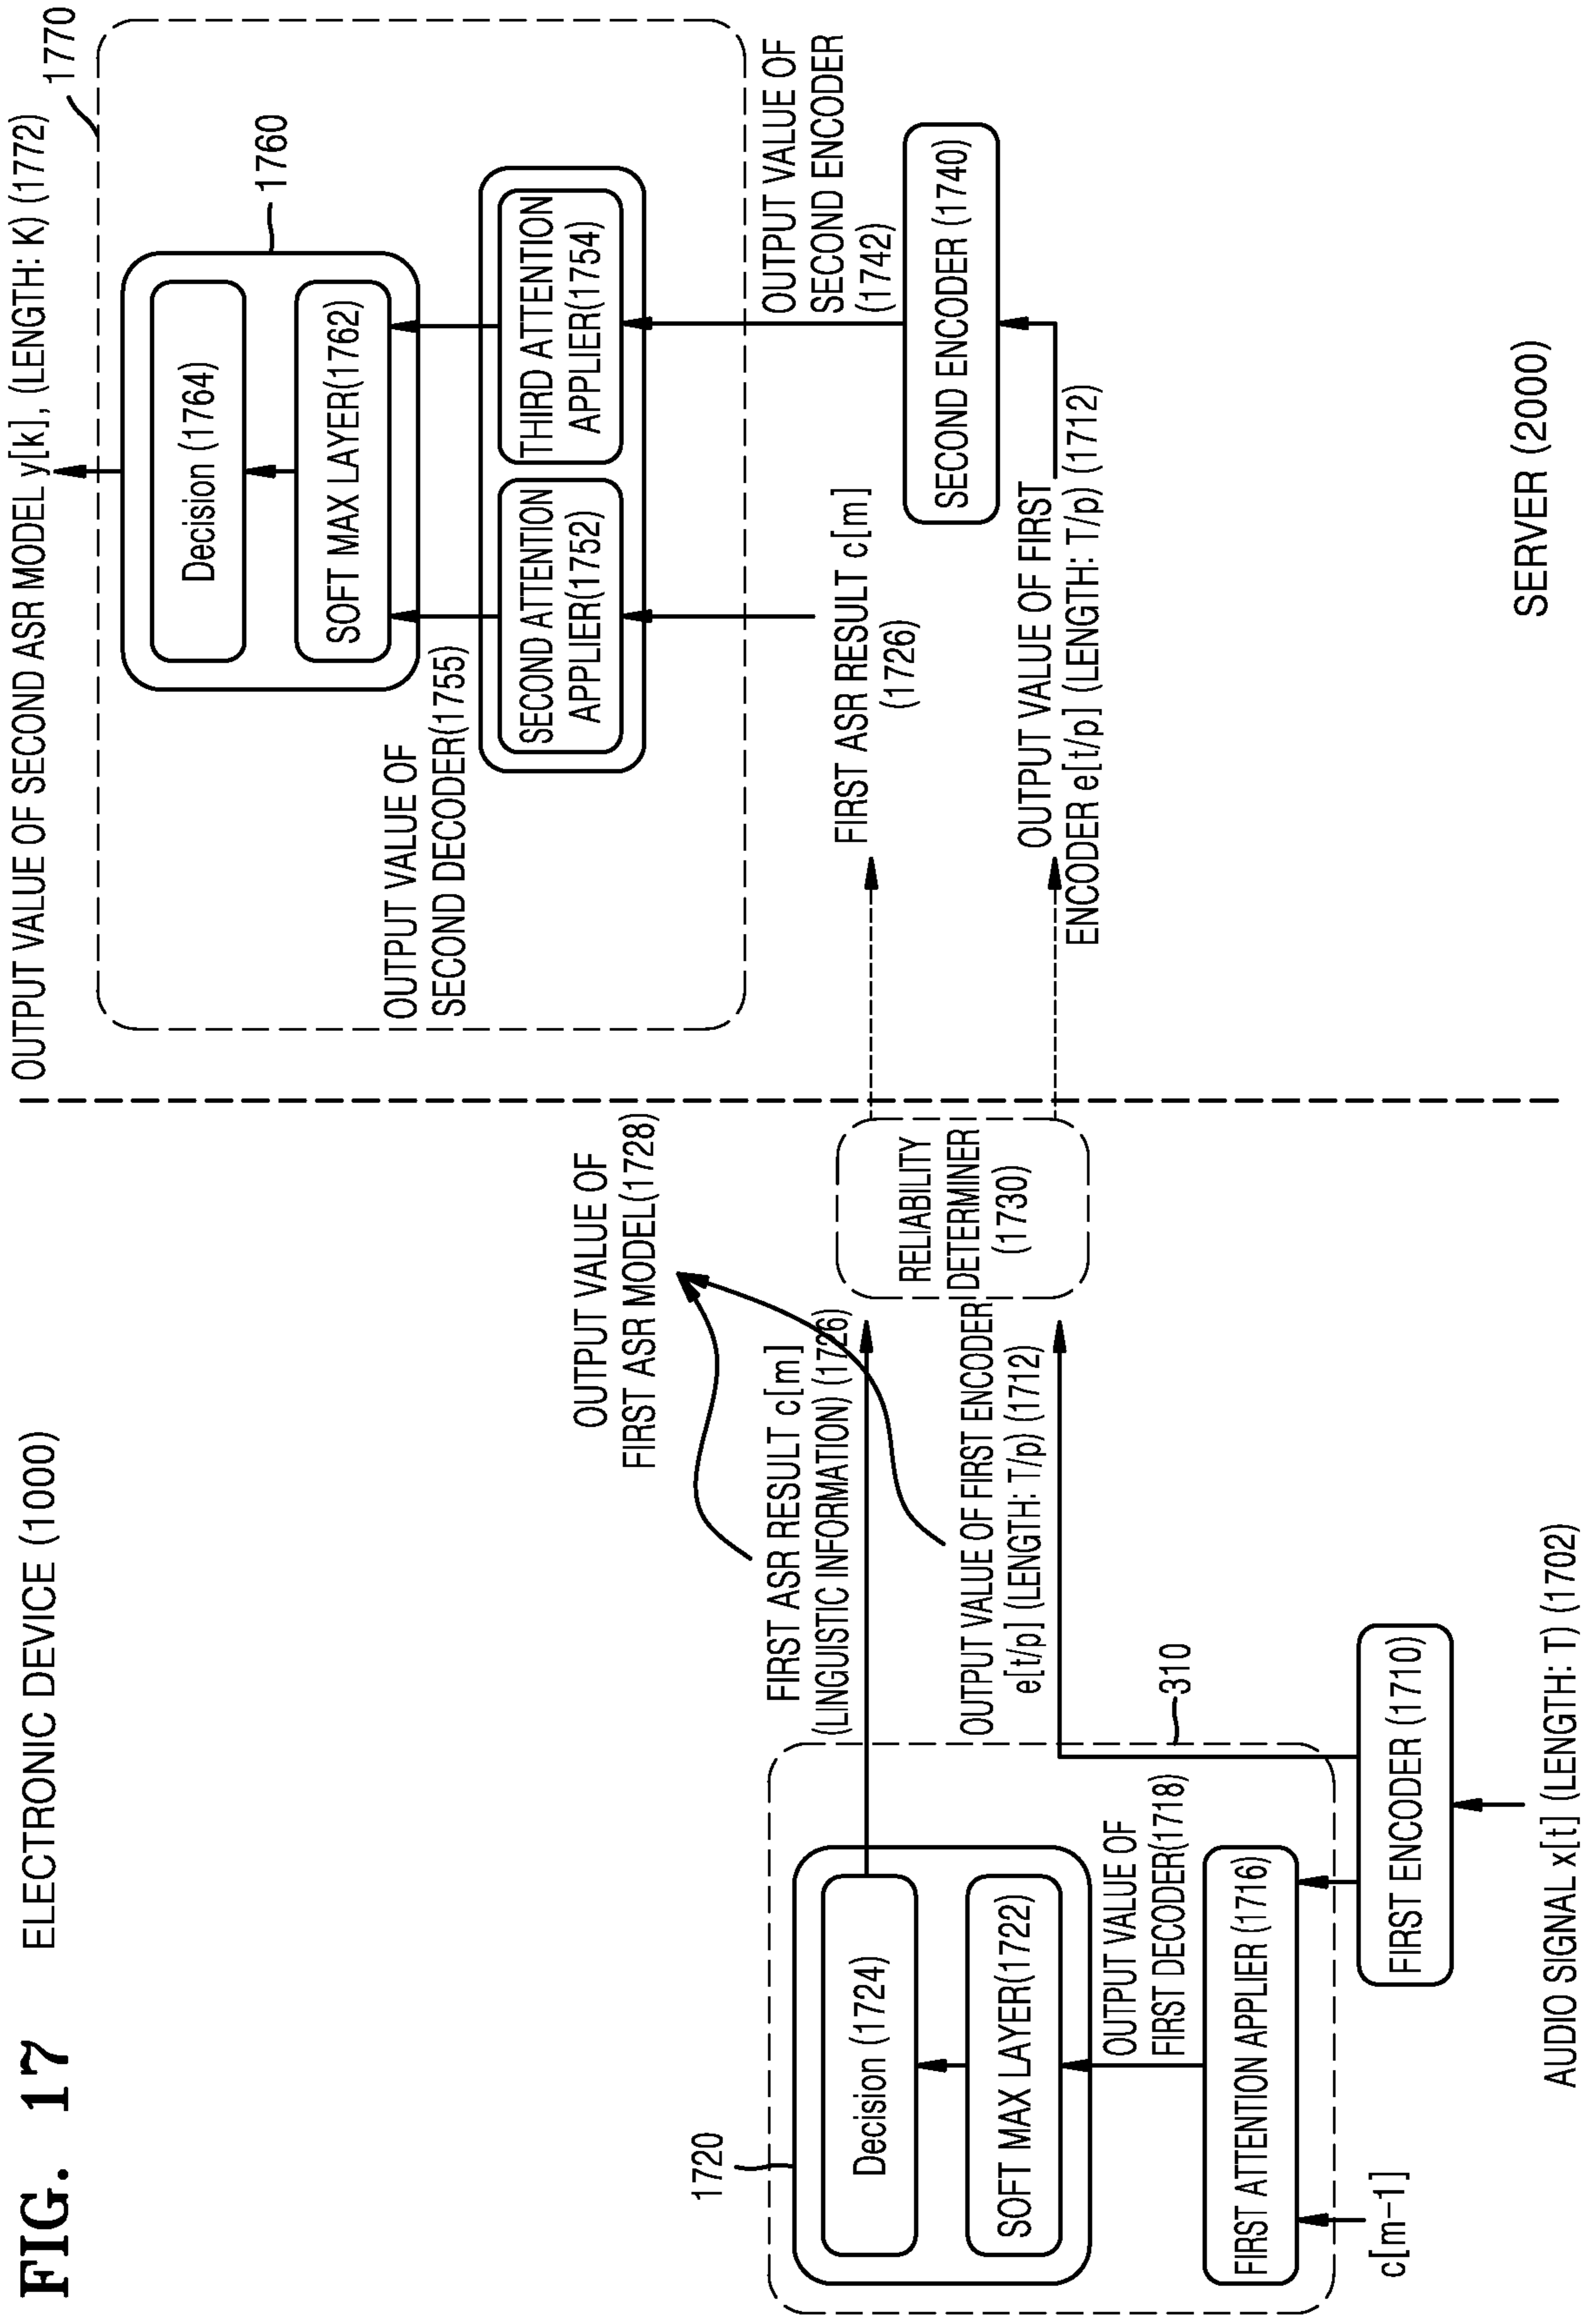 FIG. 17
ELECTRONIC DEVICE (1000)
1720
Decision (1724)
SOFT MAX LAYER(1722)
OUTPUT VALUE OF
FIRST DECODER(1718)
FIRST ATTENTION APPLIER (1716)
c[m-1]
310
FIRST ENCODER (1710)
AUDIO SIGNAL x[t] (LENGTH: T) (1702)
OUTPUT VALUE OF
FIRST ASR MODEL(1728)
FIRST ASR RESULT c[m]
(LINGUISTIC INFORMATION) (1726)
OUTPUT VALUE OF FIRST ENCODER
e[t/p] (LENGTH: T/p) (1712)
RELIABILITY
DETERMINER
(1730)
OUTPUT VALUE OF SECOND ASR MODEL y[k], (LENGTH: K) (1772)
1770
1760
Decision (1764)
SOFT MAX LAYER(1762)
OUTPUT VALUE OF
SECOND DECODER(1755)
SECOND ATTENTION
APPLIER(1752)
THIRD ATTENTION
APPLIER(1754)
OUTPUT VALUE OF
SECOND ENCODER
(1742)
FIRST ASR RESULT c[m]
(1726)
SECOND ENCODER (1740)
OUTPUT VALUE OF FIRST
ENCODER e[t/p] (LENGTH: T/p) (1712)
SERVER (2000)